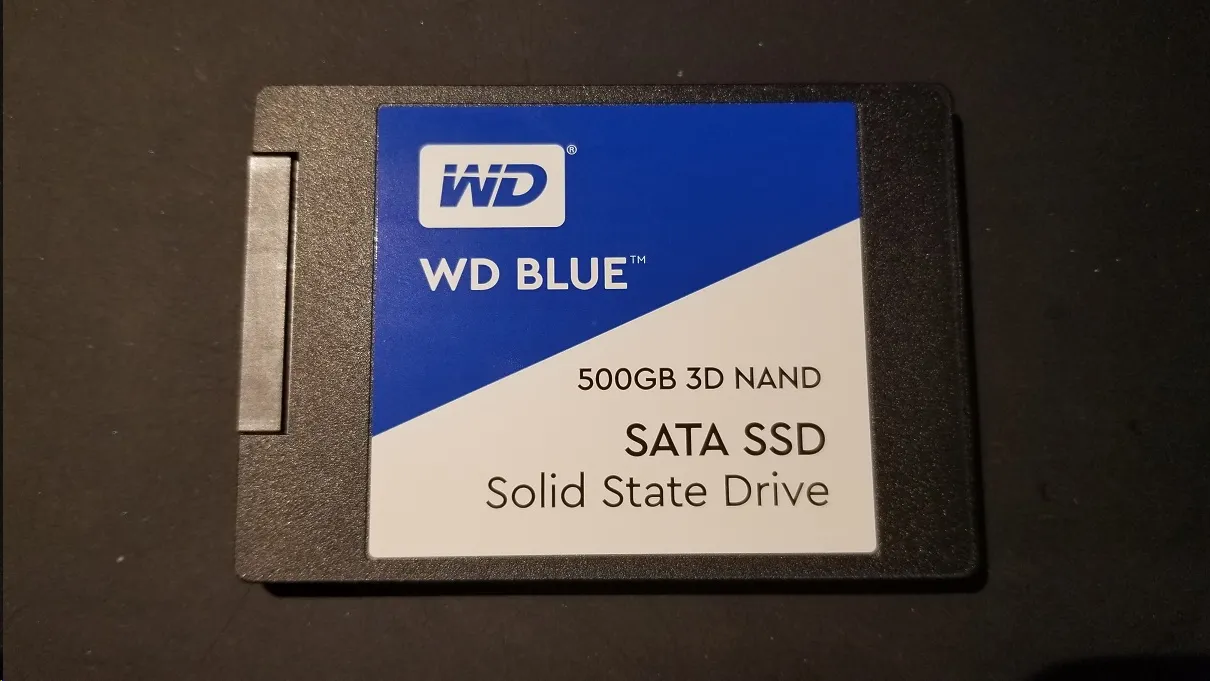 WD®
WD BLUE™
500GB 3D NAND
SATA SSD
Solid State Drive